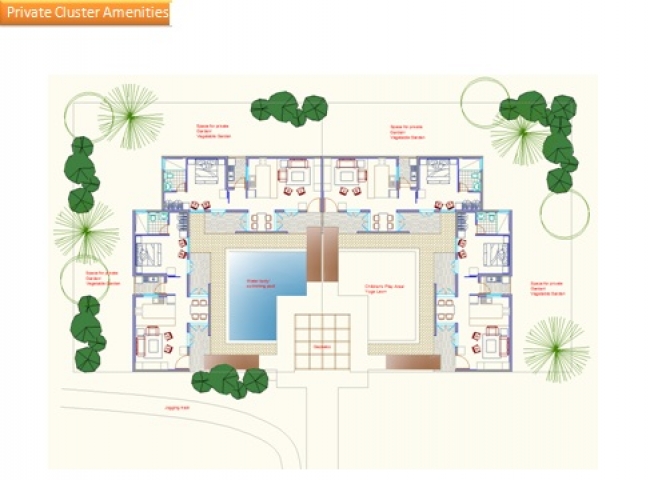 Private Cluster Amenities
Space for private
Garden
Vegetable Garden
Space for private
Garden
Vegetable Garden
Space for private
Garden
Vegetable Garden
Water body/
swimming pool
Children's Play Area/
Yoga Lawn
Space for private
Garden
Vegetable Garden
Jogging track